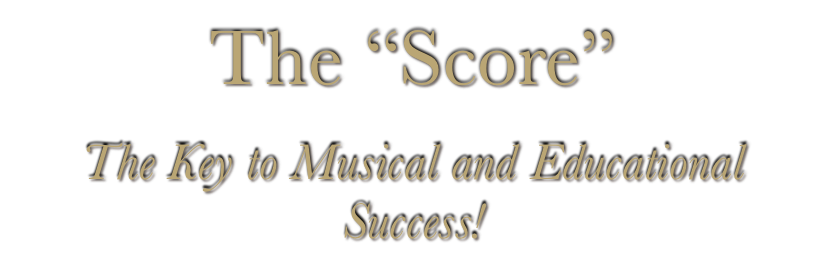 The “Score”
The Key to Musical and Educational
Success!